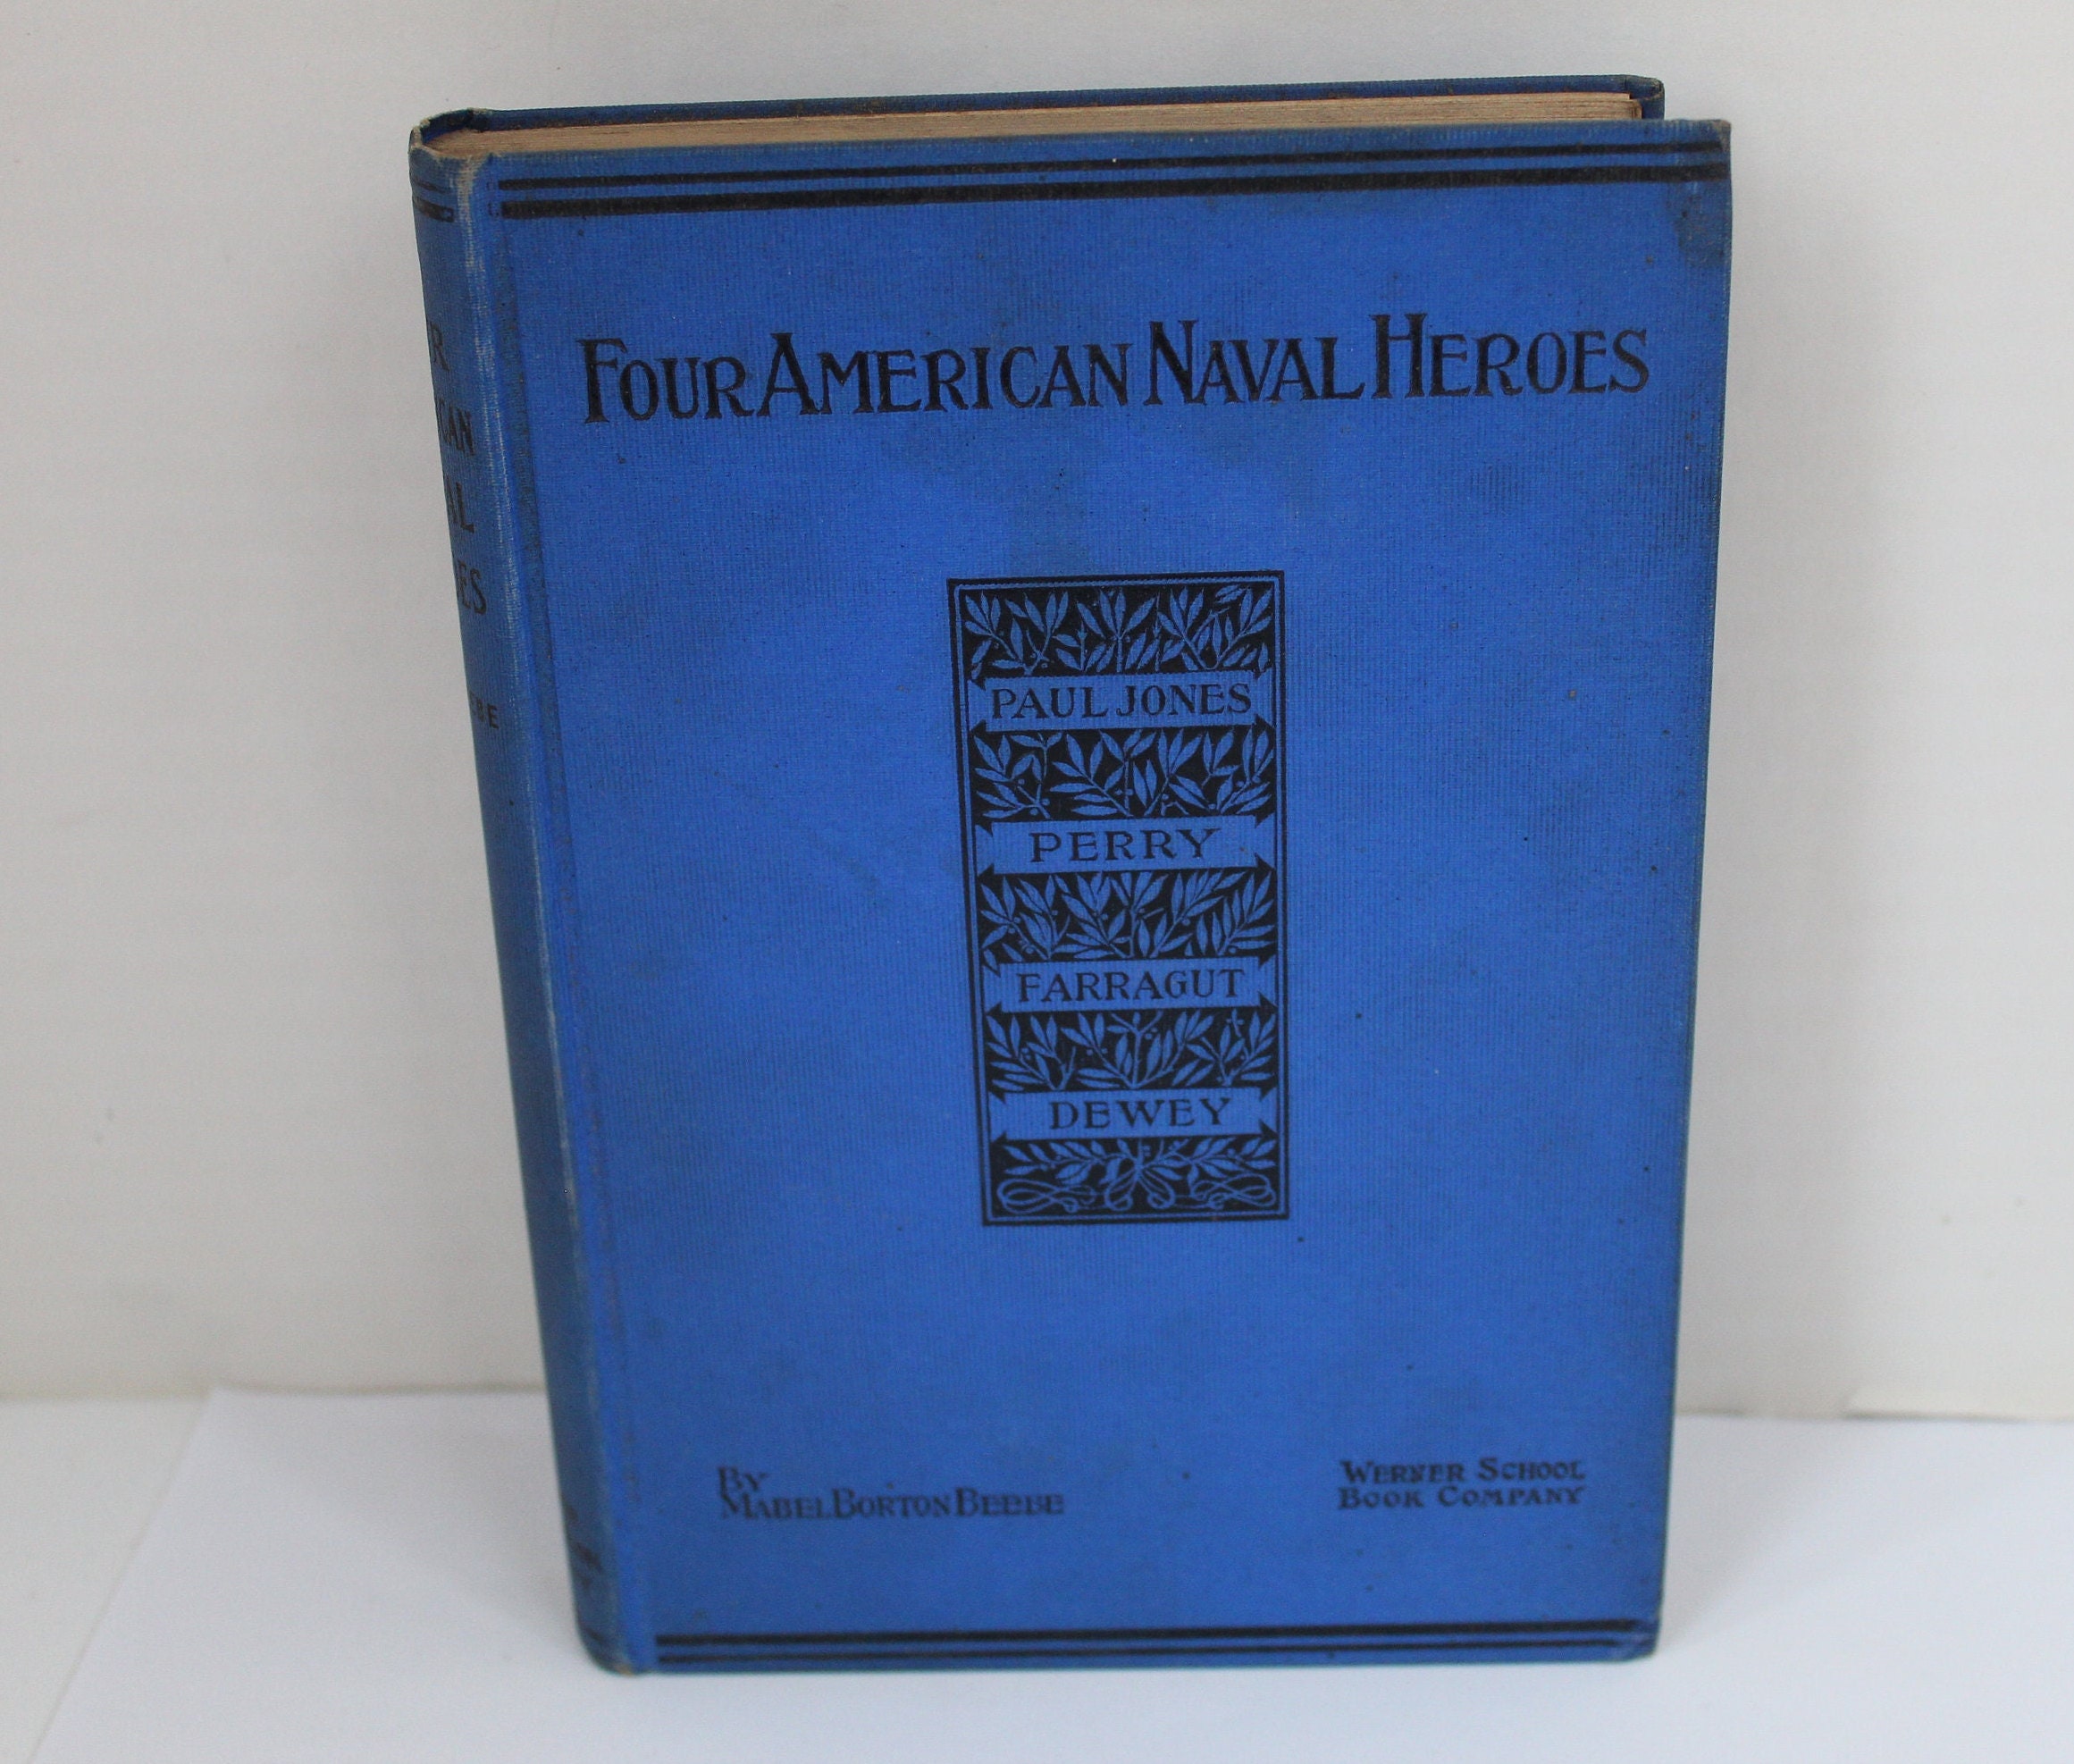 FOUR AMERICAN NAVAL HEROES
PAUL JONES
PERRY
FARRAGUT
DEWEY
BY
MABEL BORTON BEEBE
WERNER SCHOOL
BOOK COMPANY